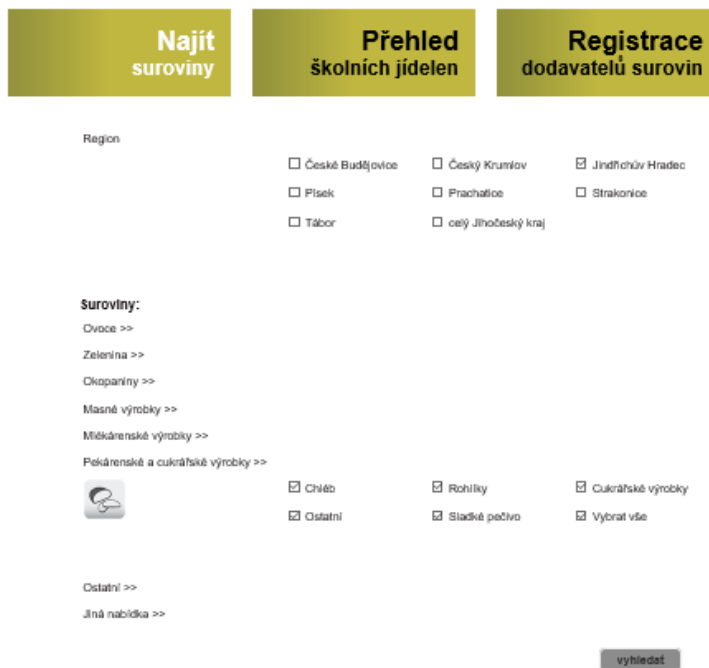 Najít
suroviny
Přehled
školních jídelen
Registrace
dodavatelů surovin
Region
České Budějovice Český Krumlov Jindřichův Hradec
Písek Prachatice Strakonice
Tábor celý Jihočeský kraj
Suroviny:
Ovoce >>
Zelenina >>
Okopaniny >>
Masné výrobky >>
Mlékárenské výrobky >>
Pekárenské a cukrářské výrobky >>
Chléb Rohlíky Cukrářské výrobky
Ostatní Sladké pečivo Vybrat vše
Ostatní >>
Jiná nabídka >>
vyhledat